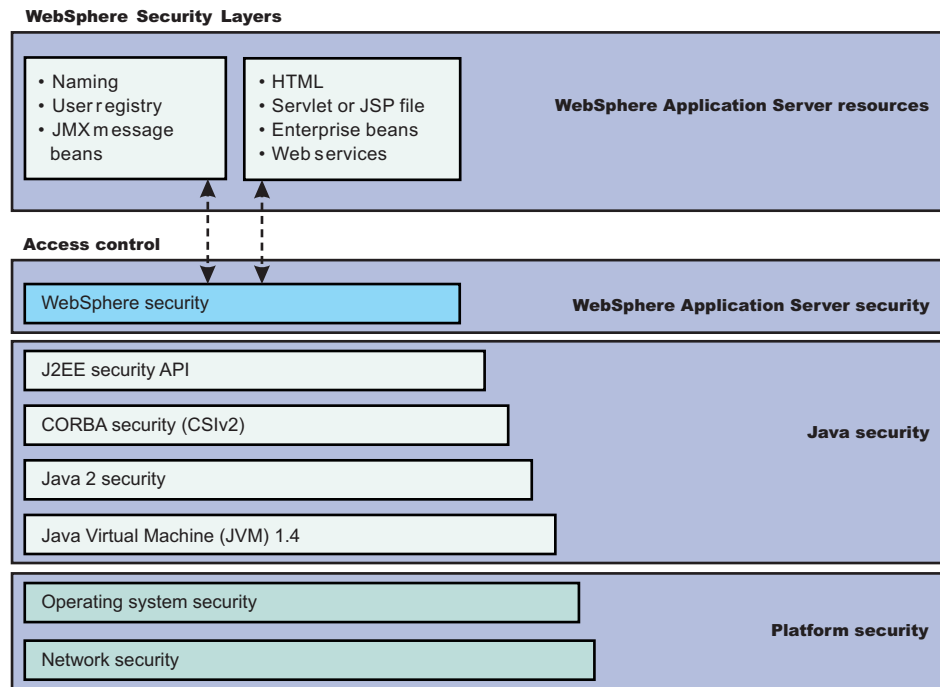 WebSphere Security Layers
• Naming
• User registry
• JMX message
beans
• HTML
• Servlet or JSP file
• Enterprise beans
• Web services
WebSphere Application Server resources
Access control
WebSphere security
WebSphere Application Server security
J2EE security API
CORBA security (CSIv2)
Java 2 security
Java Virtual Machine (JVM) 1.4
Java security
Operating system security
Network security
Platform security